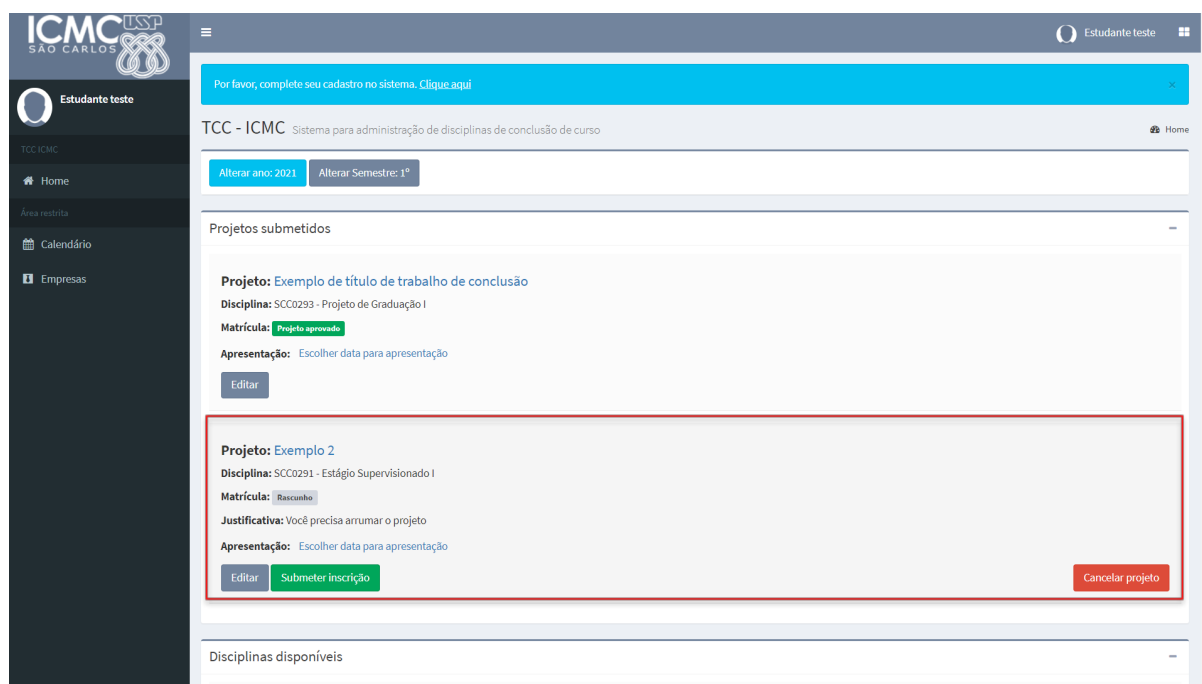 ICMC USP
SÃO CARLOS
Estudante teste
Estudante teste
TCC ICMC
Home
Área restrita
Calendário
Empresas
Por favor, complete seu cadastro no sistema. Clique aqui ×
TCC - ICMC Sistema para administração de disciplinas de conclusão de curso
Home
Alterar ano: 2021 Alterar Semestre: 1º
Projetos submetidos
Projeto: Exemplo de título de trabalho de conclusão
Disciplina: SCC0293 - Projeto de Graduação I
Matrícula: Projeto aprovado
Apresentação: Escolher data para apresentação
Editar
Projeto: Exemplo 2
Disciplina: SCC0291 - Estágio Supervisionado I
Matrícula: Rascunho
Justificativa: Você precisa arrumar o projeto
Apresentação: Escolher data para apresentação
Editar Submeter inscrição Cancelar projeto
Disciplinas disponíveis